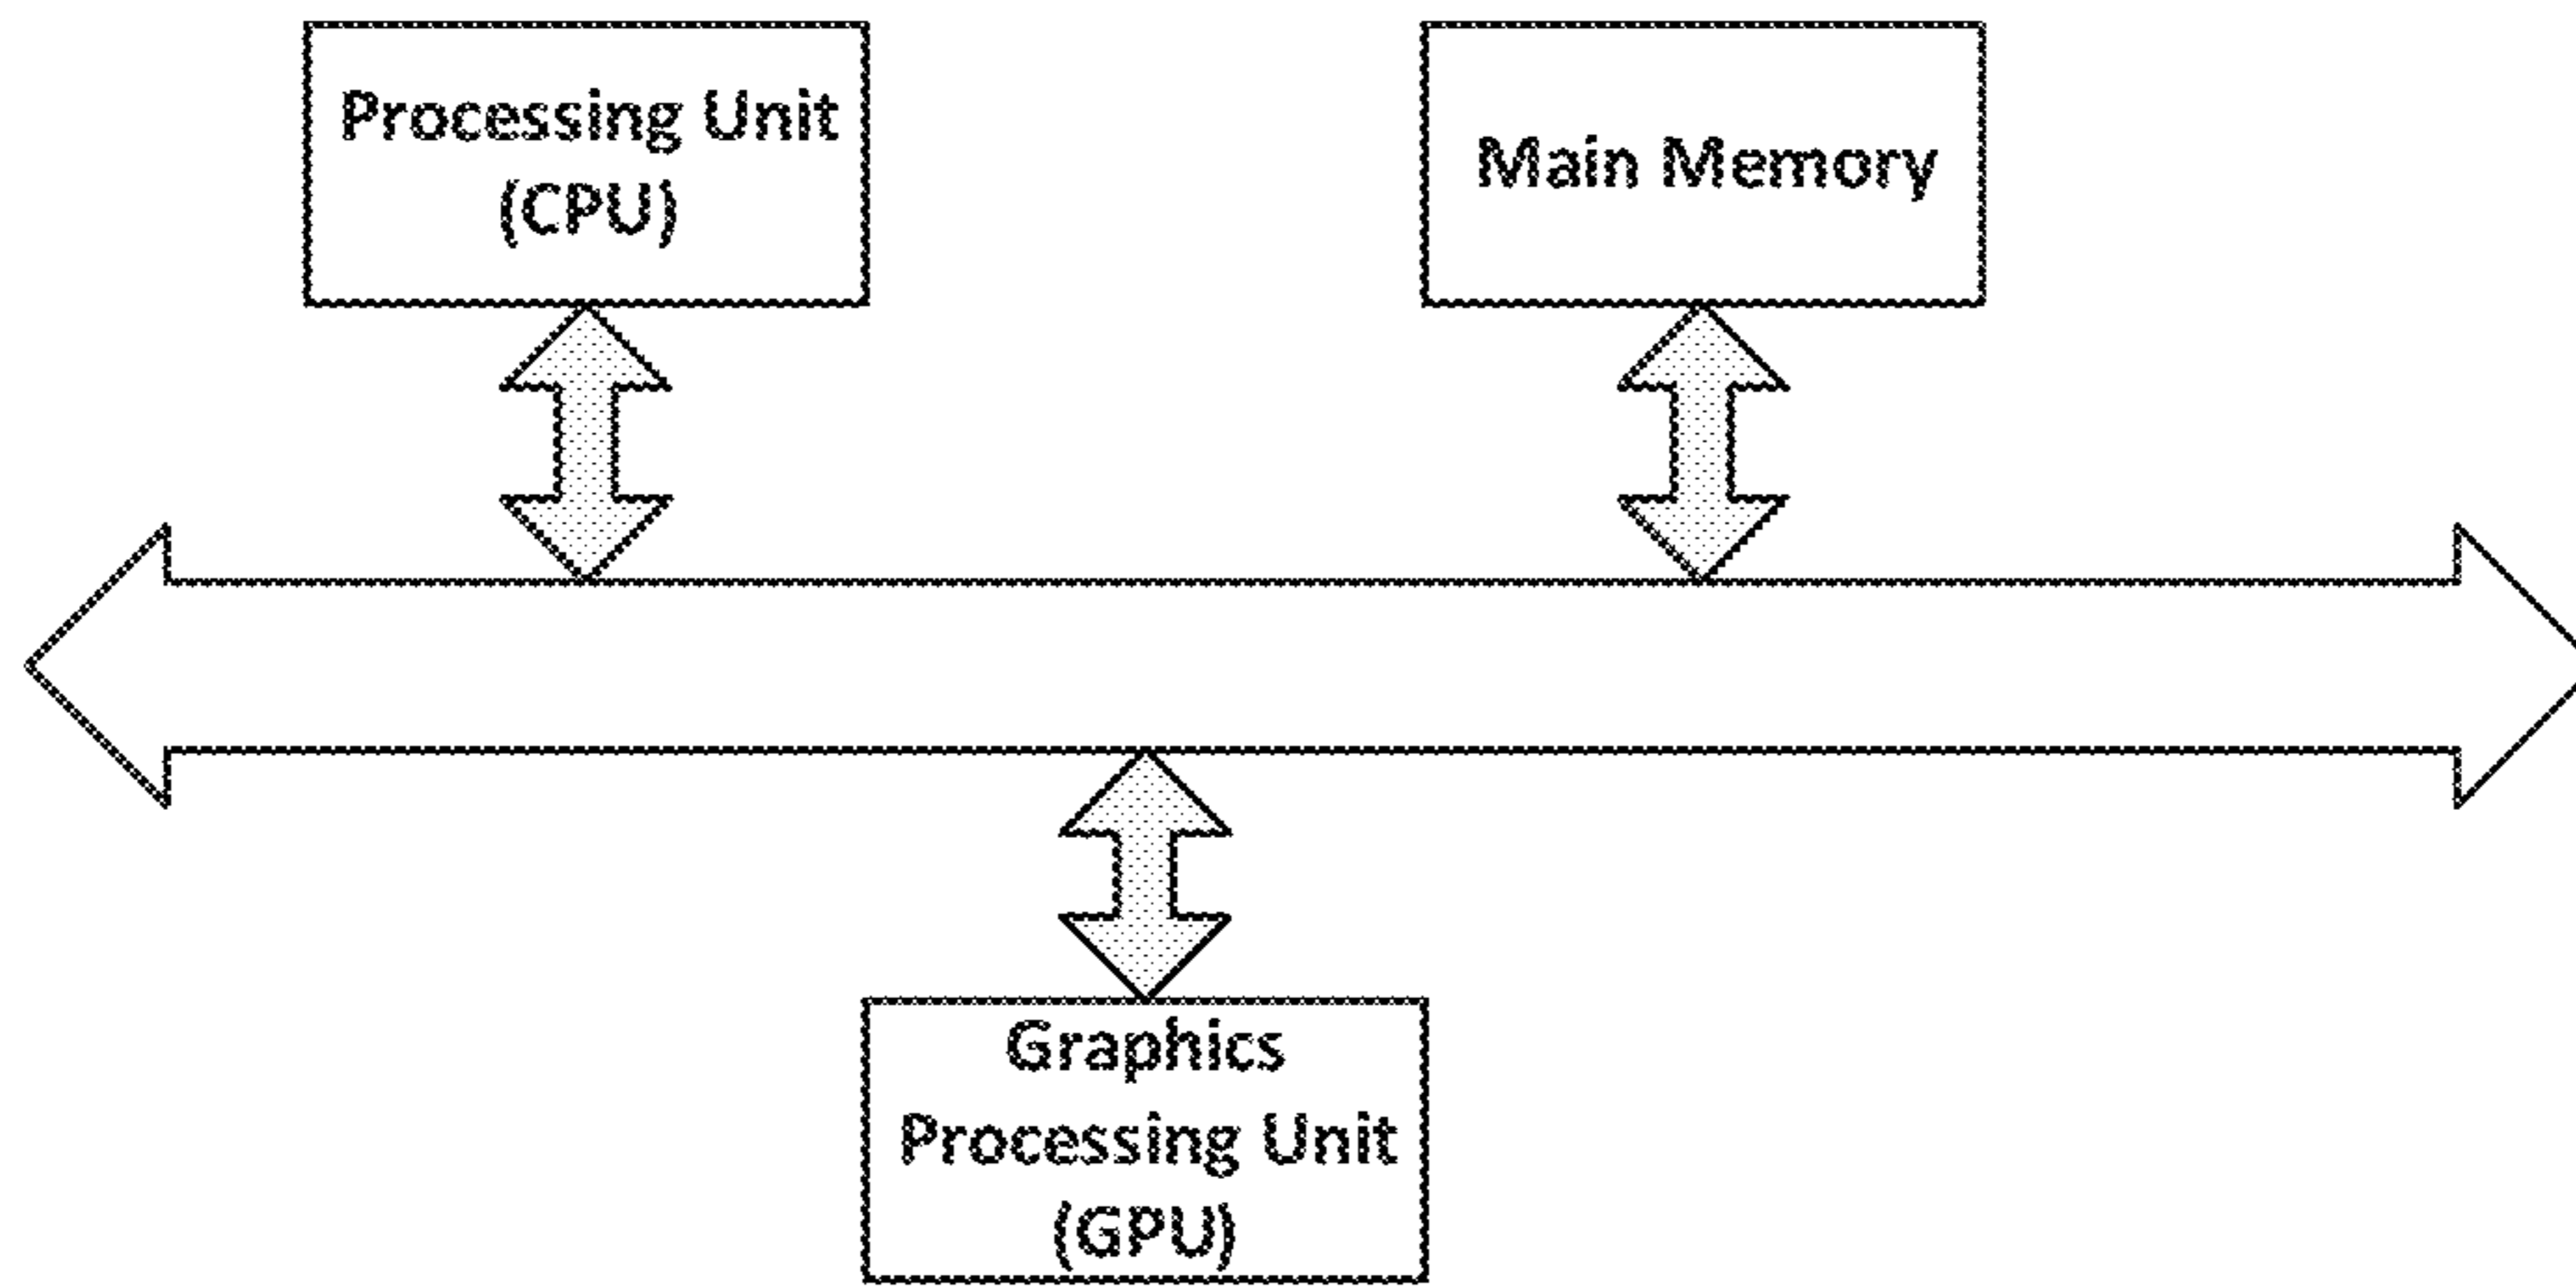 Processing Unit
(CPU)
Main Memory
Graphics
Processing Unit
(GPU)